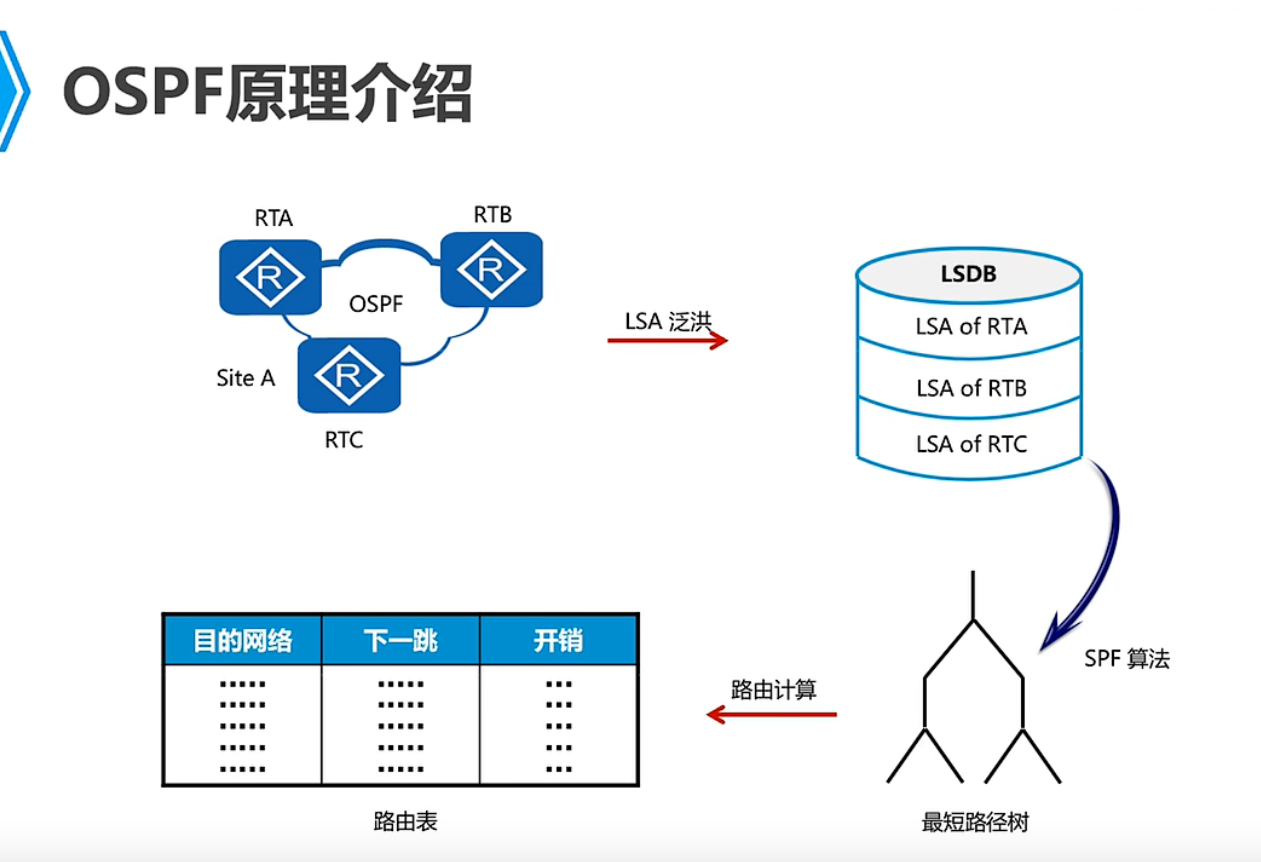 OSPF原理介绍
RTA
RTB
R
R
OSPF
R
Site A
RTC
LSA 泛洪
LSDB
LSA of RTA
LSA of RTB
LSA of RTC
SPF 算法
最短路径树
路由计算
目的网络 下一跳 开销
..... ..... ...
..... ..... ...
..... ..... ...
..... ..... ...
..... ..... ...
路由表